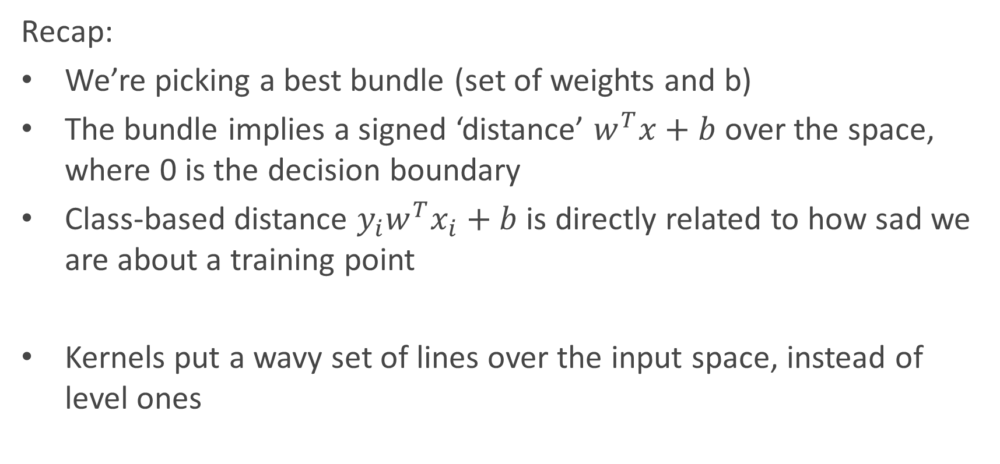 Recap:
• We’re picking a best bundle (set of weights and b)
• The bundle implies a signed ‘distance’ $w^T x + b$ over the space,
where 0 is the decision boundary
• Class-based distance $y_i w^T x_i + b$ is directly related to how sad we
are about a training point
• Kernels put a wavy set of lines over the input space, instead of
level ones